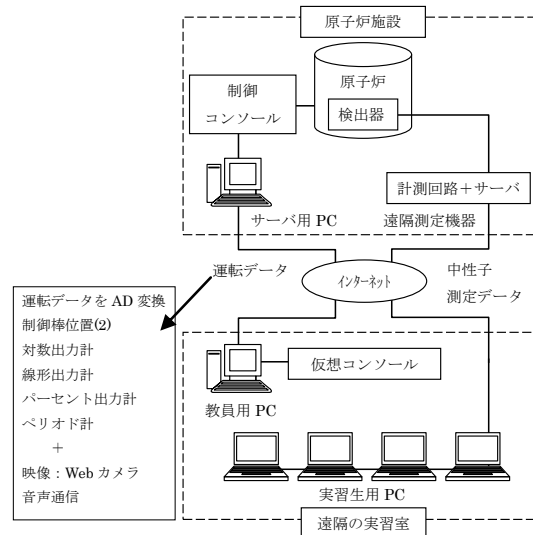 原子炉施設
原子炉
制御
コンソール
検出器
計測回路＋サーバ
サーバ用 PC
遠隔測定機器
運転データ
インターネット
中性子
測定データ
運転データを AD 変換
制御棒位置(2)
対数出力計
線形出力計
パーセント出力計
ペリオド計
＋
映像：Web カメラ
音声通信
仮想コンソール
教員用 PC
実習生用 PC
遠隔の実習室